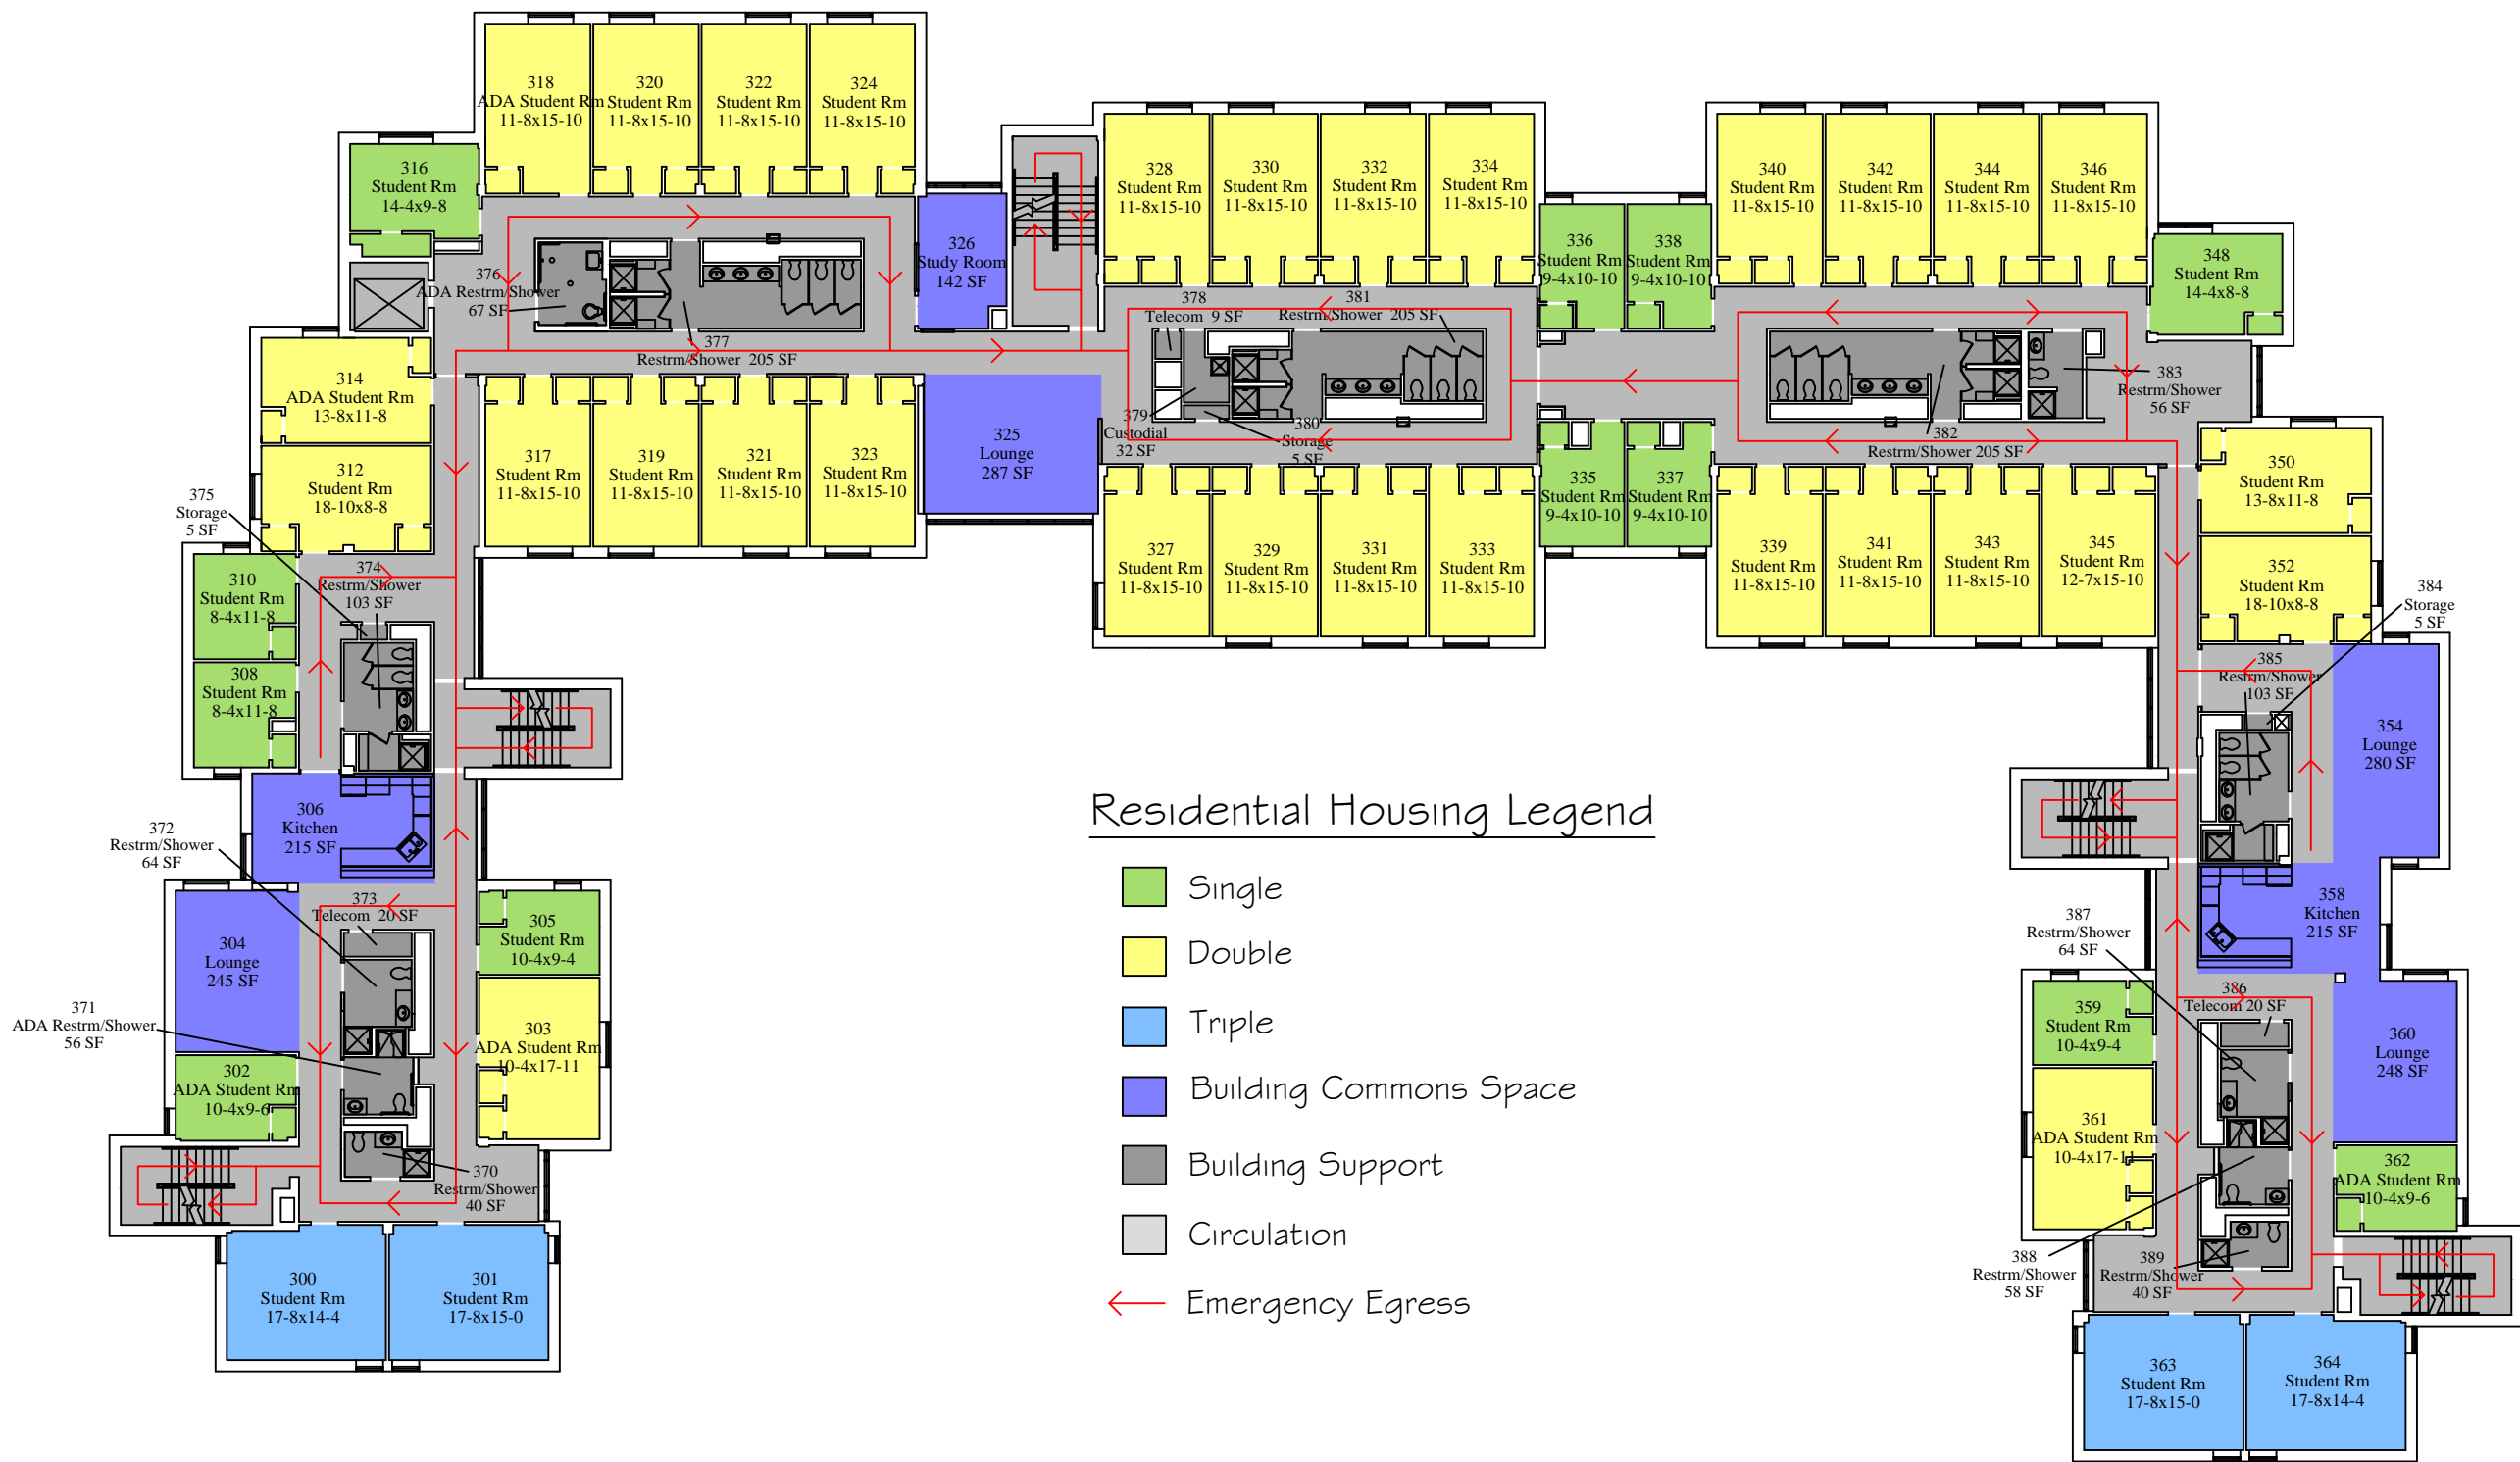 318
ADA Student Rm
11-8x15-10
320
Student Rm
11-8x15-10
322
Student Rm
11-8x15-10
324
Student Rm
11-8x15-10
316
Student Rm
14-4x9-8
326
Study Room
142 SF
328
Student Rm
11-8x15-10
330
Student Rm
11-8x15-10
332
Student Rm
11-8x15-10
334
Student Rm
11-8x15-10
336
Student Rm
9-4x10-10
338
Student Rm
9-4x10-10
340
Student Rm
11-8x15-10
342
Student Rm
11-8x15-10
344
Student Rm
11-8x15-10
346
Student Rm
11-8x15-10
348
Student Rm
14-4x8-8
376
ADA Restrm/Shower
67 SF
377
Restrm/Shower 205 SF
378
Telecom 9 SF
381
Restrm/Shower 205 SF
379
Custodial
32 SF
380
Storage
5 SF
382
Restrm/Shower 205 SF
383
Restrm/Shower
56 SF
314
ADA Student Rm
13-8x11-8
312
Student Rm
18-10x8-8
317
Student Rm
11-8x15-10
319
Student Rm
11-8x15-10
321
Student Rm
11-8x15-10
323
Student Rm
11-8x15-10
325
Lounge
287 SF
327
Student Rm
11-8x15-10
329
Student Rm
11-8x15-10
331
Student Rm
11-8x15-10
333
Student Rm
11-8x15-10
335
Student Rm
9-4x10-10
337
Student Rm
9-4x10-10
339
Student Rm
11-8x15-10
341
Student Rm
11-8x15-10
343
Student Rm
11-8x15-10
345
Student Rm
12-7x15-10
350
Student Rm
13-8x11-8
352
Student Rm
18-10x8-8
375
Storage
5 SF
374
Restrm/Shower
103 SF
310
Student Rm
8-4x11-8
308
Student Rm
8-4x11-8
306
Kitchen
215 SF
372
Restrm/Shower
64 SF
373
Telecom 20 SF
304
Lounge
245 SF
305
Student Rm
10-4x9-4
371
ADA Restrm/Shower
56 SF
303
ADA Student Rm
10-4x17-11
302
ADA Student Rm
10-4x9-6
370
Restrm/Shower
40 SF
300
Student Rm
17-8x14-4
301
Student Rm
17-8x15-0
Residential Housing Legend
Single
Double
Triple
Building Commons Space
Building Support
Circulation
Emergency Egress
384
Storage
5 SF
385
Restrm/Shower
103 SF
354
Lounge
280 SF
358
Kitchen
215 SF
387
Restrm/Shower
64 SF
386
Telecom 20 SF
359
Student Rm
10-4x9-4
360
Lounge
248 SF
361
ADA Student Rm
10-4x17-11
362
ADA Student Rm
10-4x9-6
388
Restrm/Shower
58 SF
389
Restrm/Shower
40 SF
363
Student Rm
17-8x15-0
364
Student Rm
17-8x14-4